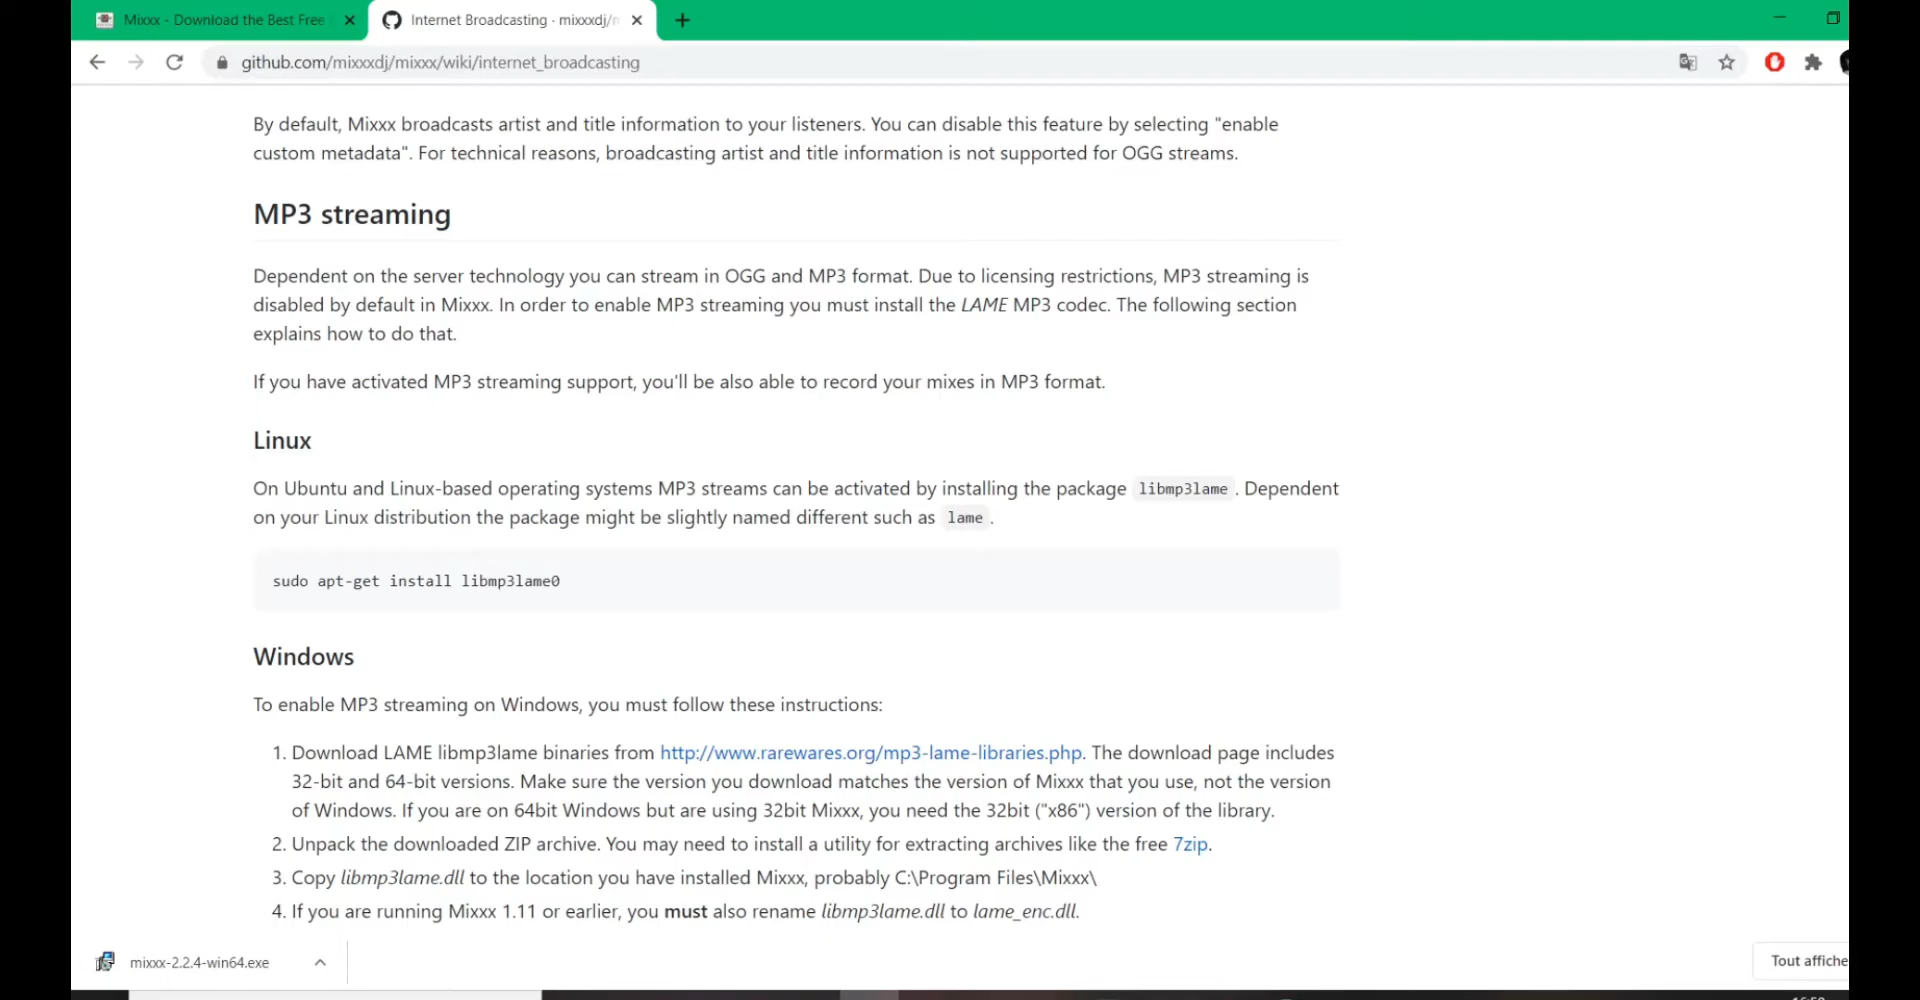 Mixxx - Download the Best Free
Internet Broadcasting · mixxxdj/m
github.com/mixxxdj/mixxx/wiki/internet_broadcasting
By default, Mixxx broadcasts artist and title information to your listeners. You can disable this feature by selecting "enable
custom metadata". For technical reasons, broadcasting artist and title information is not supported for OGG streams.
MP3 streaming
Dependent on the server technology you can stream in OGG and MP3 format. Due to licensing restrictions, MP3 streaming is
disabled by default in Mixxx. In order to enable MP3 streaming you must install the LAME MP3 codec. The following section
explains how to do that.
If you have activated MP3 streaming support, you'll be also able to record your mixes in MP3 format.
Linux
On Ubuntu and Linux-based operating systems MP3 streams can be activated by installing the package libmp3lame. Dependent
on your Linux distribution the package might be slightly named different such as lame.
sudo apt-get install libmp3lame0
Windows
To enable MP3 streaming on Windows, you must follow these instructions:
1. Download LAME libmp3lame binaries from http://www.rarewares.org/mp3-lame-libraries.php. The download page includes
32-bit and 64-bit versions. Make sure the version you download matches the version of Mixxx that you use, not the version
of Windows. If you are on 64bit Windows but are using 32bit Mixxx, you need the 32bit ("x86") version of the library.
2. Unpack the downloaded ZIP archive. You may need to install a utility for extracting archives like the free 7zip.
3. Copy libmp3lame.dll to the location you have installed Mixxx, probably C:\Program Files\Mixxx\
4. If you are running Mixxx 1.11 or earlier, you must also rename libmp3lame.dll to lame_enc.dll.
mixxx-2.2.4-win64.exe
Tout affiche